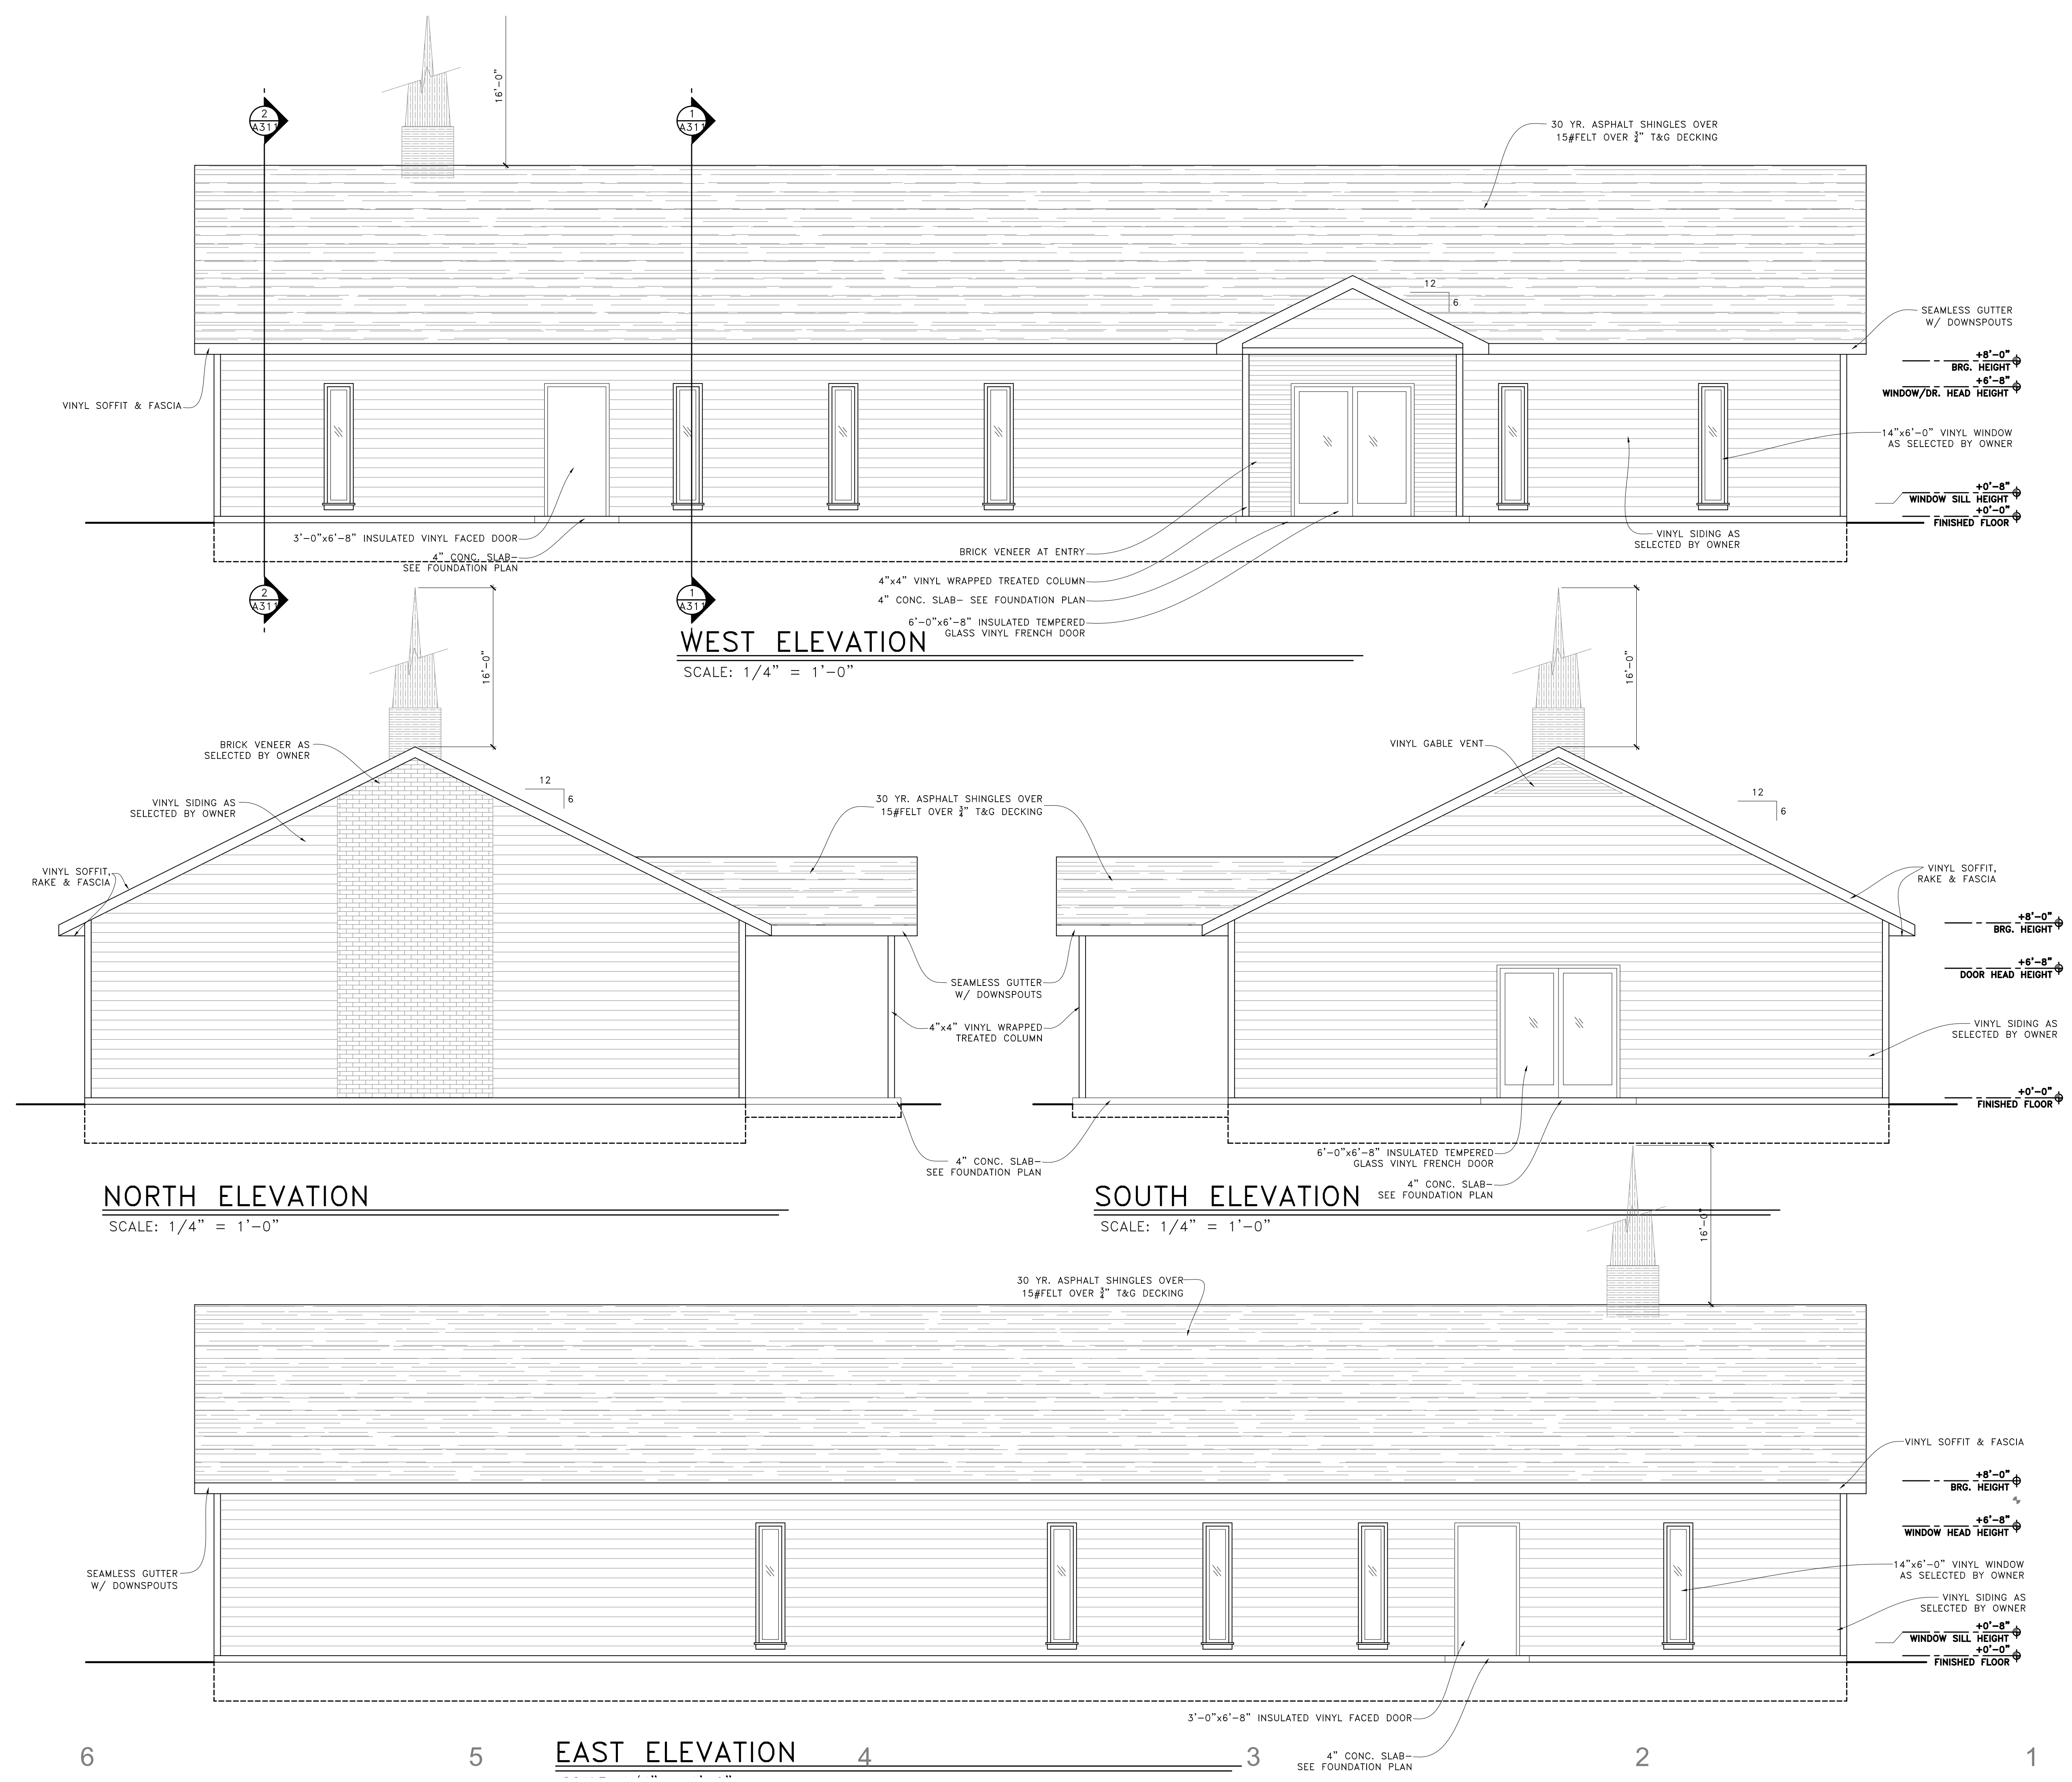 16'-0"
2
A311
1
A311
30 YR. ASPHALT SHINGLES OVER
15#FELT OVER 3/4" T&G DECKING
12
6
SEAMLESS GUTTER
W/ DOWNSPOUTS
+8'-0"
BRG. HEIGHT
+6'-8"
WINDOW/DR. HEAD HEIGHT
VINYL SOFFIT & FASCIA
14"x6'-0" VINYL WINDOW
AS SELECTED BY OWNER
+0'-8"
WINDOW SILL HEIGHT
+0'-0"
FINISHED FLOOR
VINYL SIDING AS
SELECTED BY OWNER
3'-0"x6'-8" INSULATED VINYL FACED DOOR
4" CONC. SLAB-
SEE FOUNDATION PLAN
BRICK VENEER AT ENTRY
4"x4" VINYL WRAPPED TREATED COLUMN
4" CONC. SLAB- SEE FOUNDATION PLAN
6'-0"x6'-8" INSULATED TEMPERED
GLASS VINYL FRENCH DOOR
2
A311
1
A311
WEST ELEVATION
SCALE: 1/4" = 1'-0"
16'-0"
BRICK VENEER AS
SELECTED BY OWNER
12
6
VINYL SIDING AS
SELECTED BY OWNER
VINYL SOFFIT,
RAKE & FASCIA
30 YR. ASPHALT SHINGLES OVER
15#FELT OVER 3/4" T&G DECKING
SEAMLESS GUTTER
W/ DOWNSPOUTS
4"x4" VINYL WRAPPED
TREATED COLUMN
4" CONC. SLAB-
SEE FOUNDATION PLAN
NORTH ELEVATION
SCALE: 1/4" = 1'-0"
16'-0"
VINYL GABLE VENT
12
6
VINYL SOFFIT,
RAKE & FASCIA
+8'-0"
BRG. HEIGHT
+6'-8"
DOOR HEAD HEIGHT
VINYL SIDING AS
SELECTED BY OWNER
+0'-0"
FINISHED FLOOR
6'-0"x6'-8" INSULATED TEMPERED
GLASS VINYL FRENCH DOOR
4" CONC. SLAB-
SEE FOUNDATION PLAN
SOUTH ELEVATION
SCALE: 1/4" = 1'-0"
16'-0"
30 YR. ASPHALT SHINGLES OVER
15#FELT OVER 3/4" T&G DECKING
VINYL SOFFIT & FASCIA
+8'-0"
BRG. HEIGHT
+6'-8"
WINDOW HEAD HEIGHT
SEAMLESS GUTTER
W/ DOWNSPOUTS
14"x6'-0" VINYL WINDOW
AS SELECTED BY OWNER
VINYL SIDING AS
SELECTED BY OWNER
+0'-8"
WINDOW SILL HEIGHT
+0'-0"
FINISHED FLOOR
3'-0"x6'-8" INSULATED VINYL FACED DOOR
4" CONC. SLAB-
SEE FOUNDATION PLAN
EAST ELEVATION
6 5 4 3 2 1